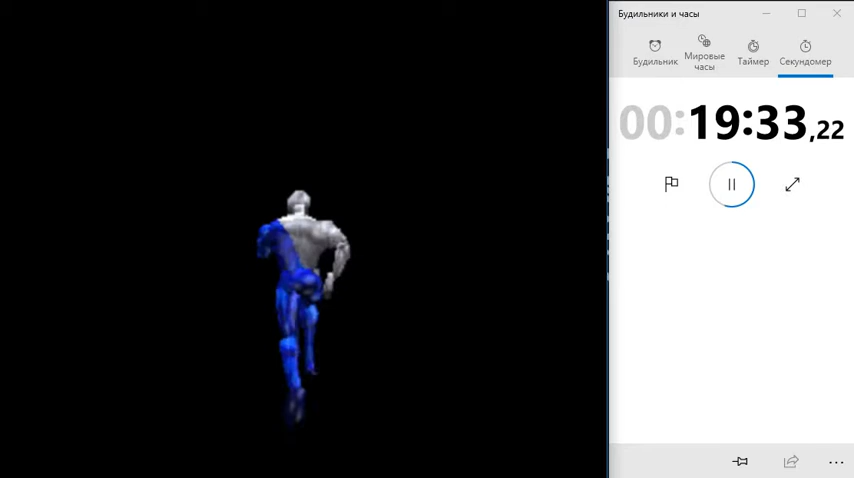 Будильники и часы
Будильник
Мировые
часы
Таймер
Секундомер
00:19:33,22